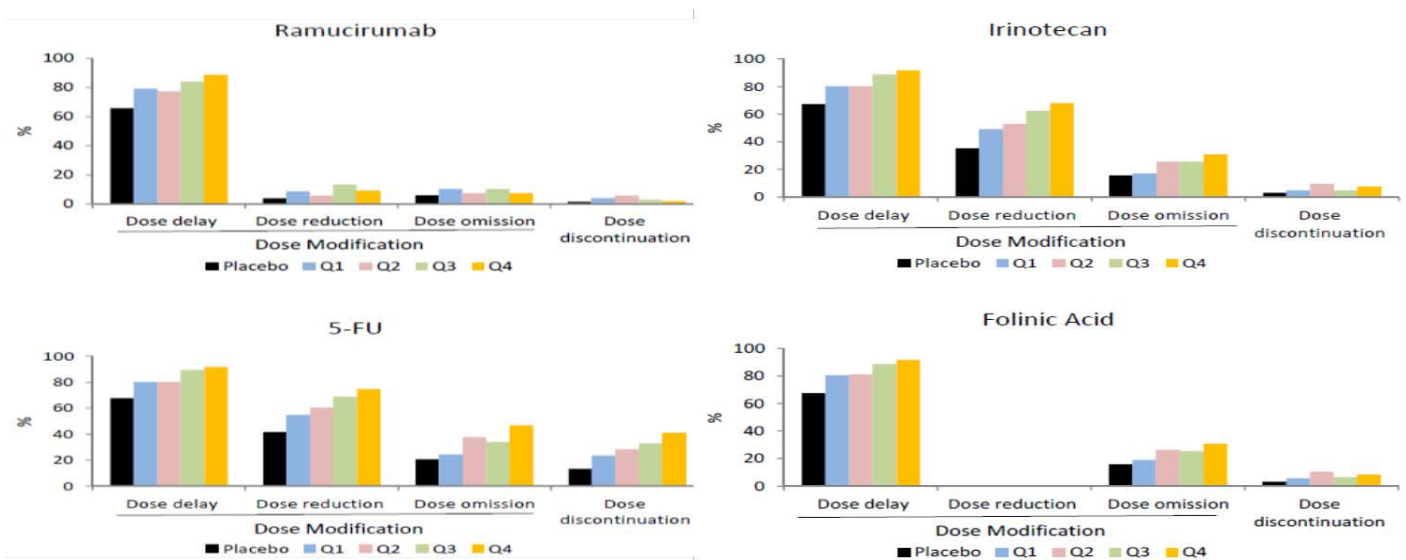 Ramucirumab
100
80
60
40
20
0
%
Dose delay Dose reduction Dose omission Dose
discontinuation
Dose Modification
Placebo Q1 Q2 Q3 Q4
Irinotecan
100
80
60
40
20
0
%
Dose delay Dose reduction Dose omission Dose
discontinuation
Dose Modification
Placebo Q1 Q2 Q3 Q4
5-FU
100
80
60
40
20
0
%
Dose delay Dose reduction Dose omission Dose
discontinuation
Dose Modification
Placebo Q1 Q2 Q3 Q4
Folinic Acid
100
80
60
40
20
0
%
Dose delay Dose reduction Dose omission Dose
discontinuation
Dose Modification
Placebo Q1 Q2 Q3 Q4